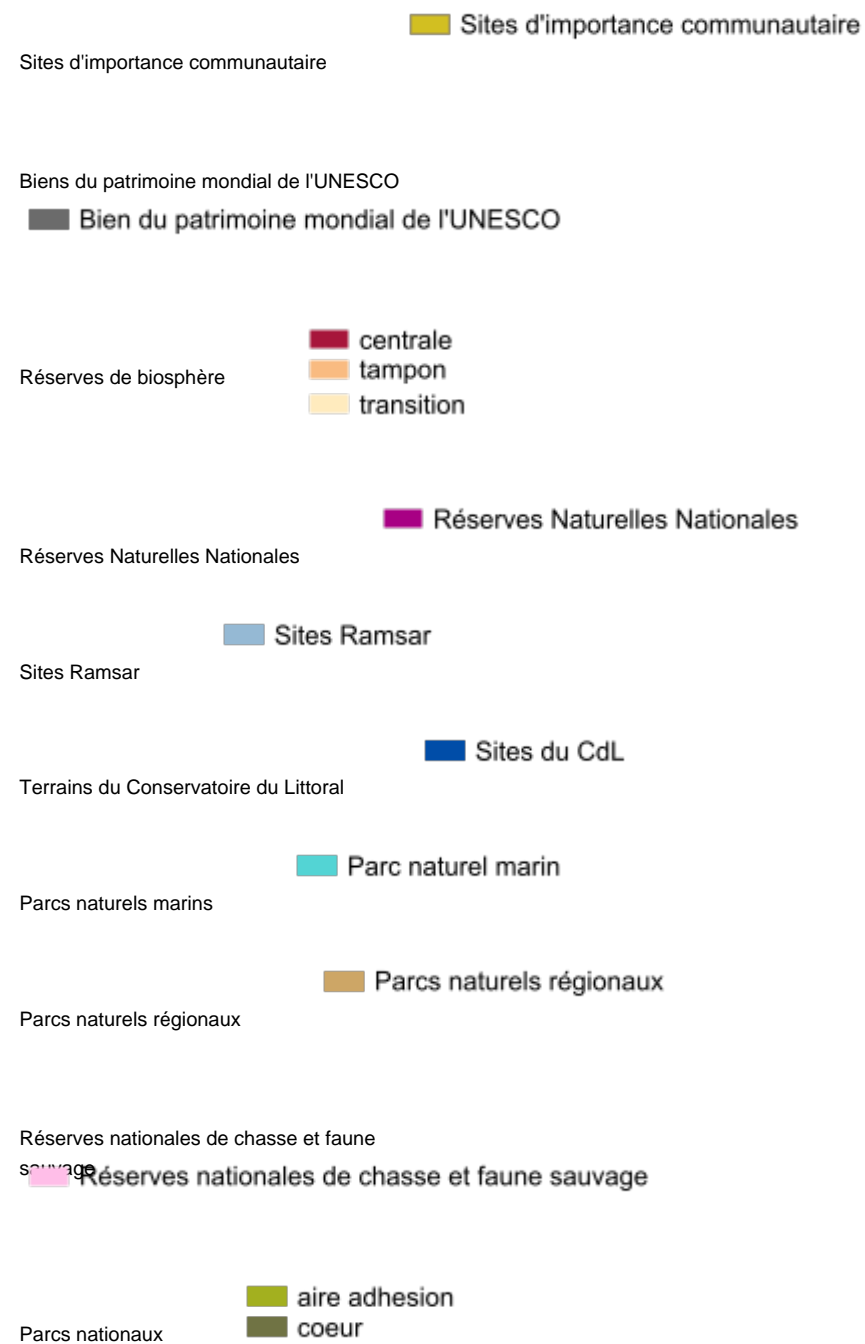 Sites d'importance communautaire
Sites d'importance communautaire
Biens du patrimoine mondial de l'UNESCO
Bien du patrimoine mondial de l'UNESCO
centrale
tampon
Réserves de biosphère
transition
Réserves Naturelles Nationales
Réserves Naturelles Nationales
Sites Ramsar
Sites Ramsar
Sites du CdL
Terrains du Conservatoire du Littoral
Parc naturel marin
Parcs naturels marins
Parcs naturels régionaux
Parcs naturels régionaux
Réserves nationales de chasse et faune
sauvage
Réserves nationales de chasse et faune sauvage
aire adhesion
coeur
Parcs nationaux